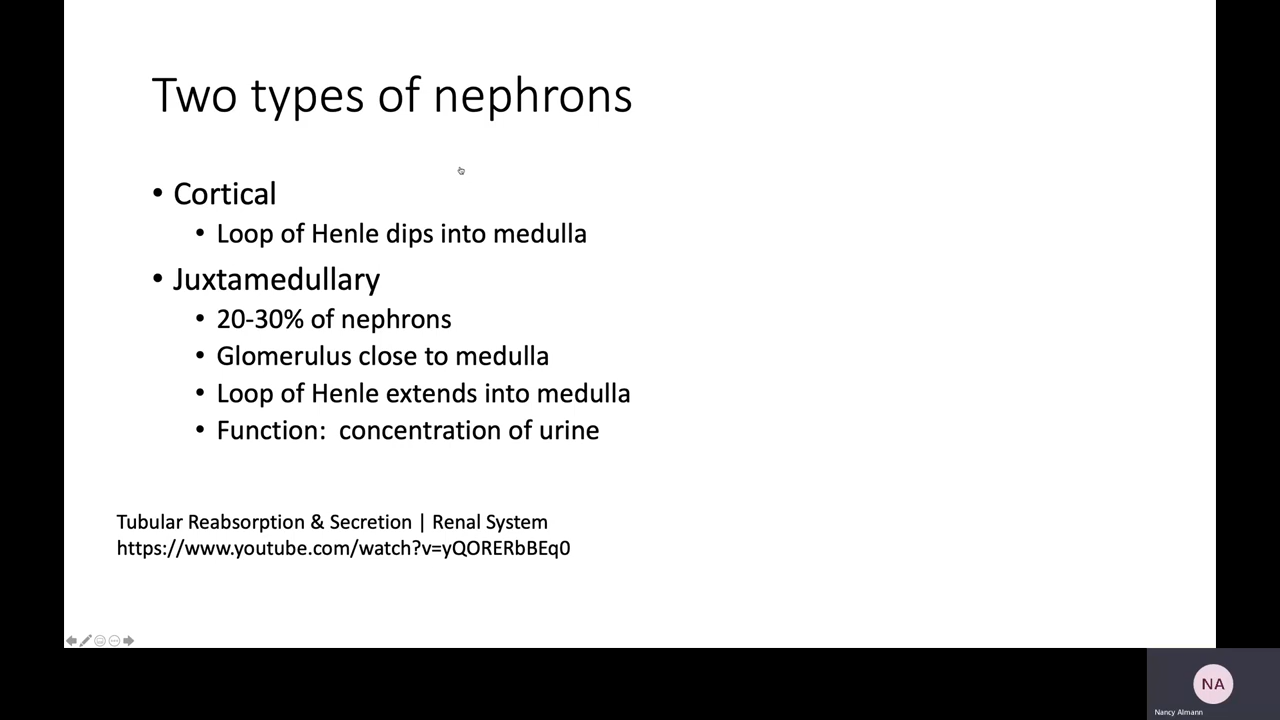 Two types of nephrons
• Cortical
• Loop of Henle dips into medulla
• Juxtamedullary
• 20-30% of nephrons
• Glomerulus close to medulla
• Loop of Henle extends into medulla
• Function:  concentration of urine
Tubular Reabsorption & Secretion | Renal System
https://www.youtube.com/watch?v=yQORERbBEq0
NA
Nancy Almann